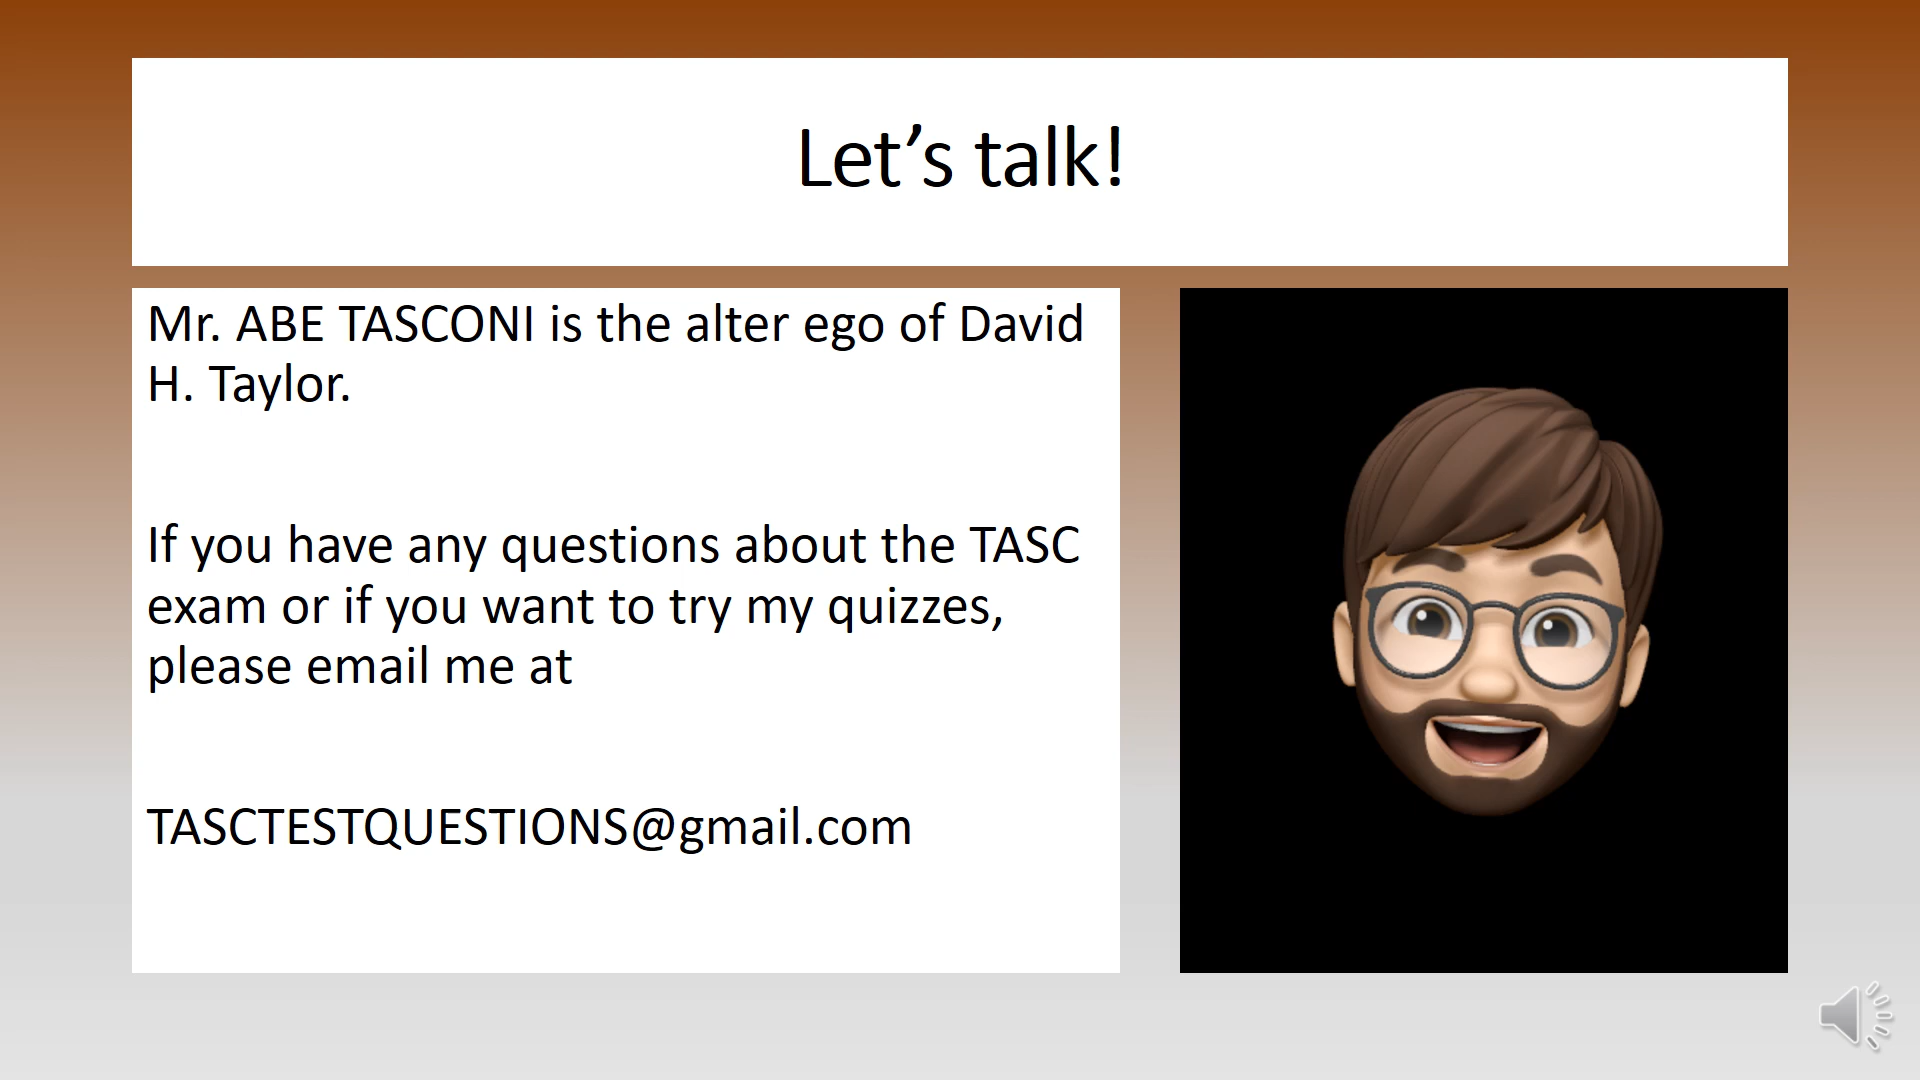 Let’s talk!
Mr. ABE TASCONI is the alter ego of David
H. Taylor.
If you have any questions about the TASC
exam or if you want to try my quizzes,
please email me at
TASCTESTQUESTIONS@gmail.com